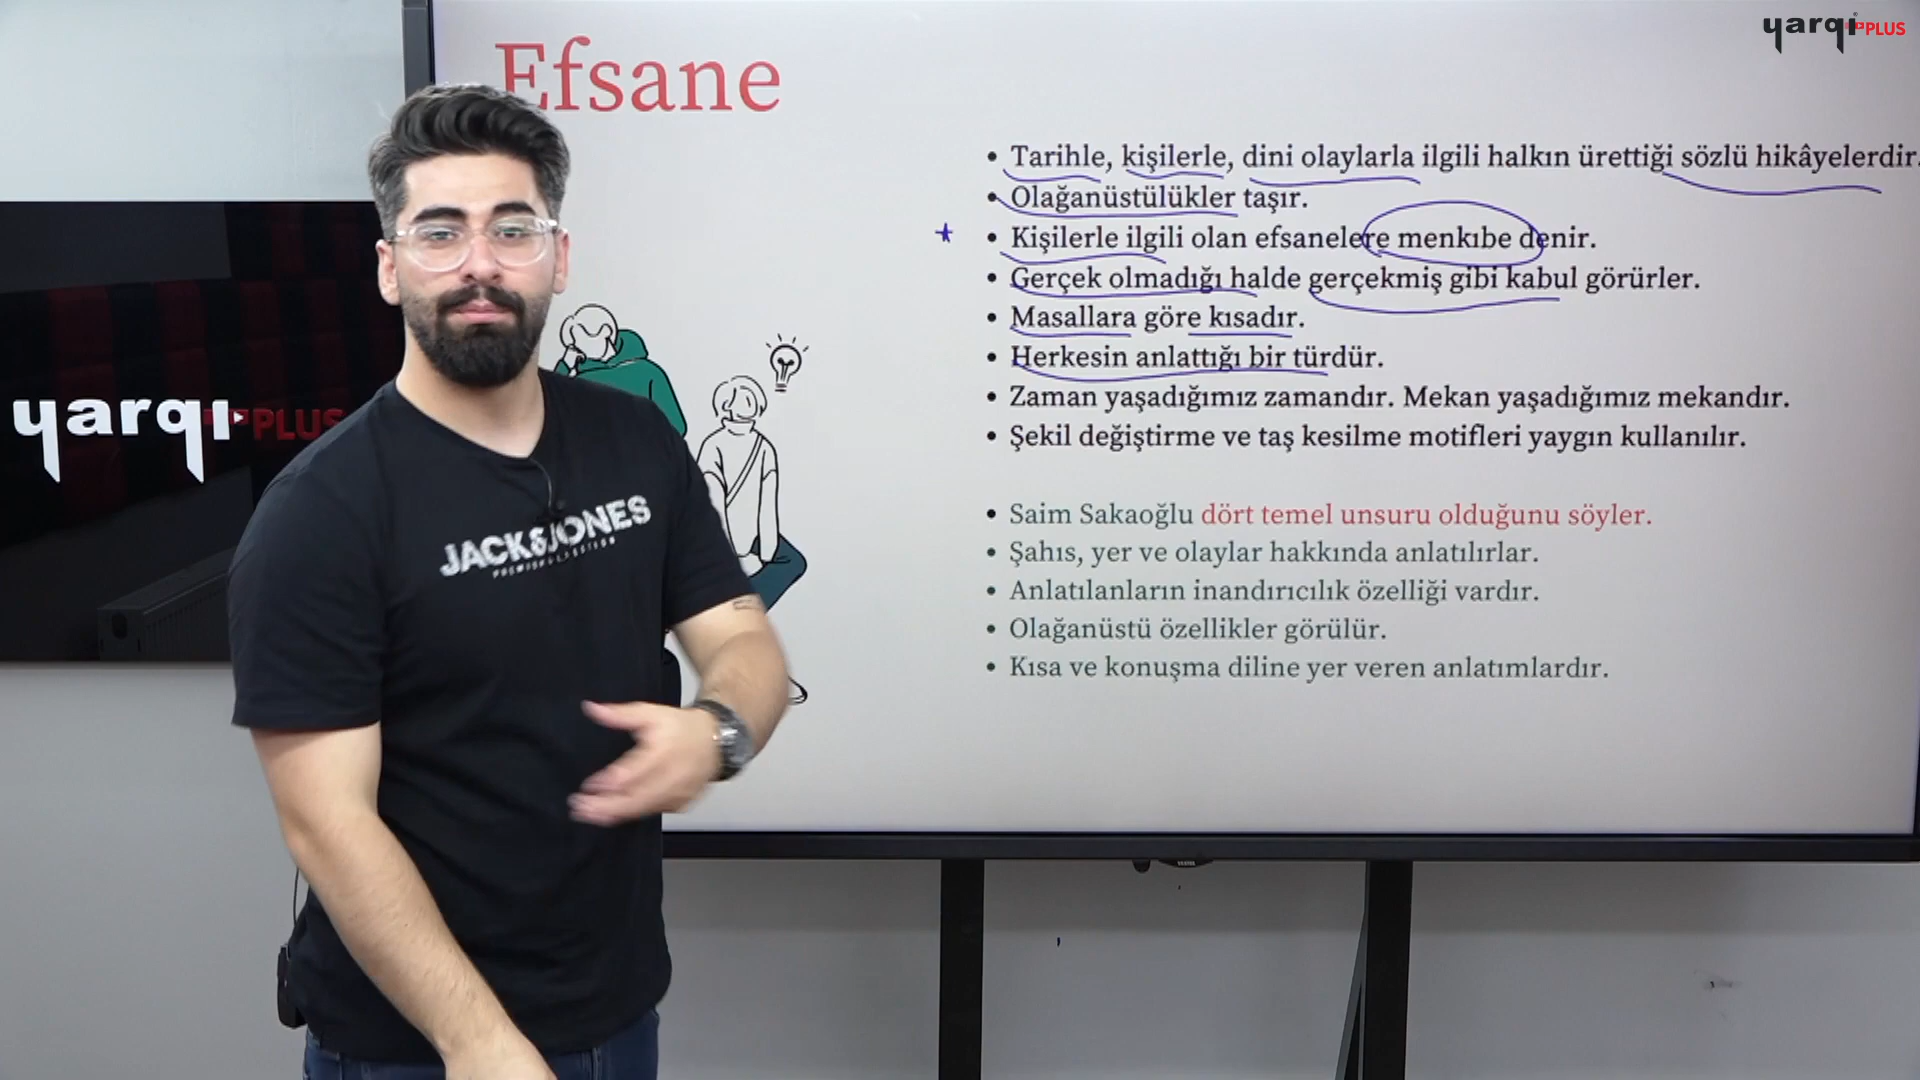 yarqı PLUS
Efsane
Tarihle, kişilerle, dini olaylarla ilgili halkın ürettiği sözlü hikâyelerdir.
Olağanüstülükler taşır.
Kişilerle ilgili olan efsanelere menkıbe denir.
Gerçek olmadığı halde gerçekmiş gibi kabul görürler.
Masallara göre kısadır.
Herkesin anlattığı bir türdür.
Zaman yaşadığımız zamandır. Mekan yaşadığımız mekandır.
Şekil değiştirme ve taş kesilme motifleri yaygın kullanılır.
Saim Sakaoğlu dört temel unsuru olduğunu söyler.
Şahıs, yer ve olaylar hakkında anlatılırlar.
Anlatılanların inandırıcılık özelliği vardır.
Olağanüstü özellikler görülür.
Kısa ve konuşma diline yer veren anlatımlardır.
yarqı PLUS
JACK&JONES